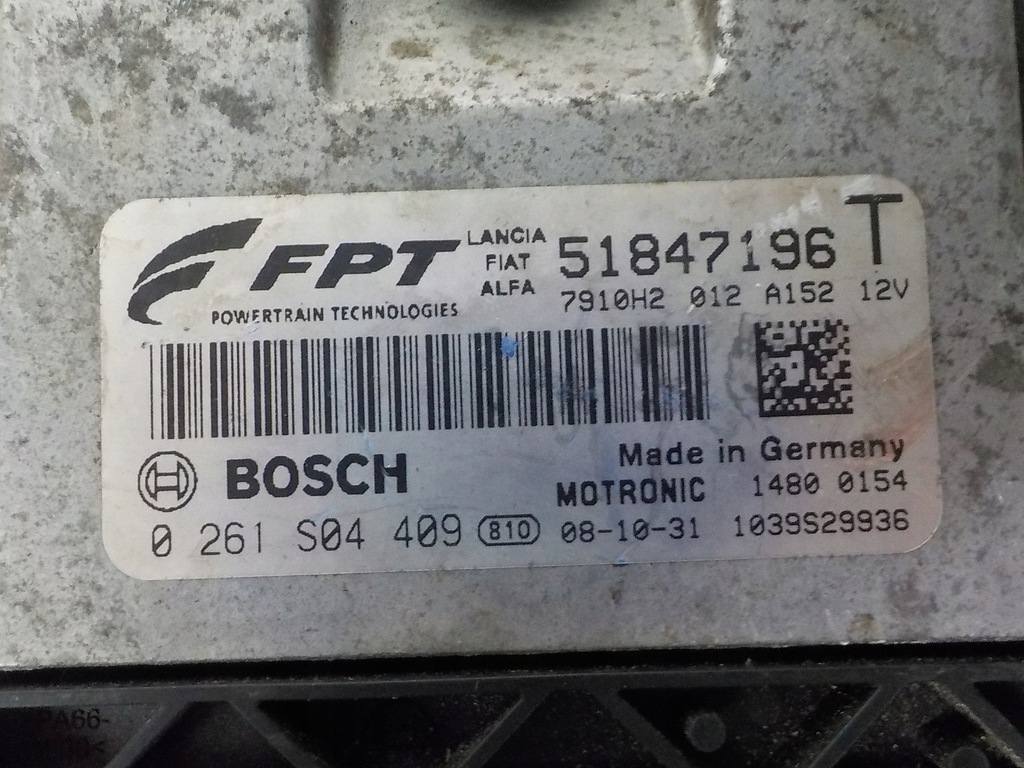 FPT
POWERTRAIN TECHNOLOGIES
LANCIA
FIAT
ALFA
51847196 T
7910H2 012 A152 12V
BOSCH
Made in Germany
MOTRONIC 1480 0154
0 261 S04 409 810 08-10-31 1039S29936
PA66-